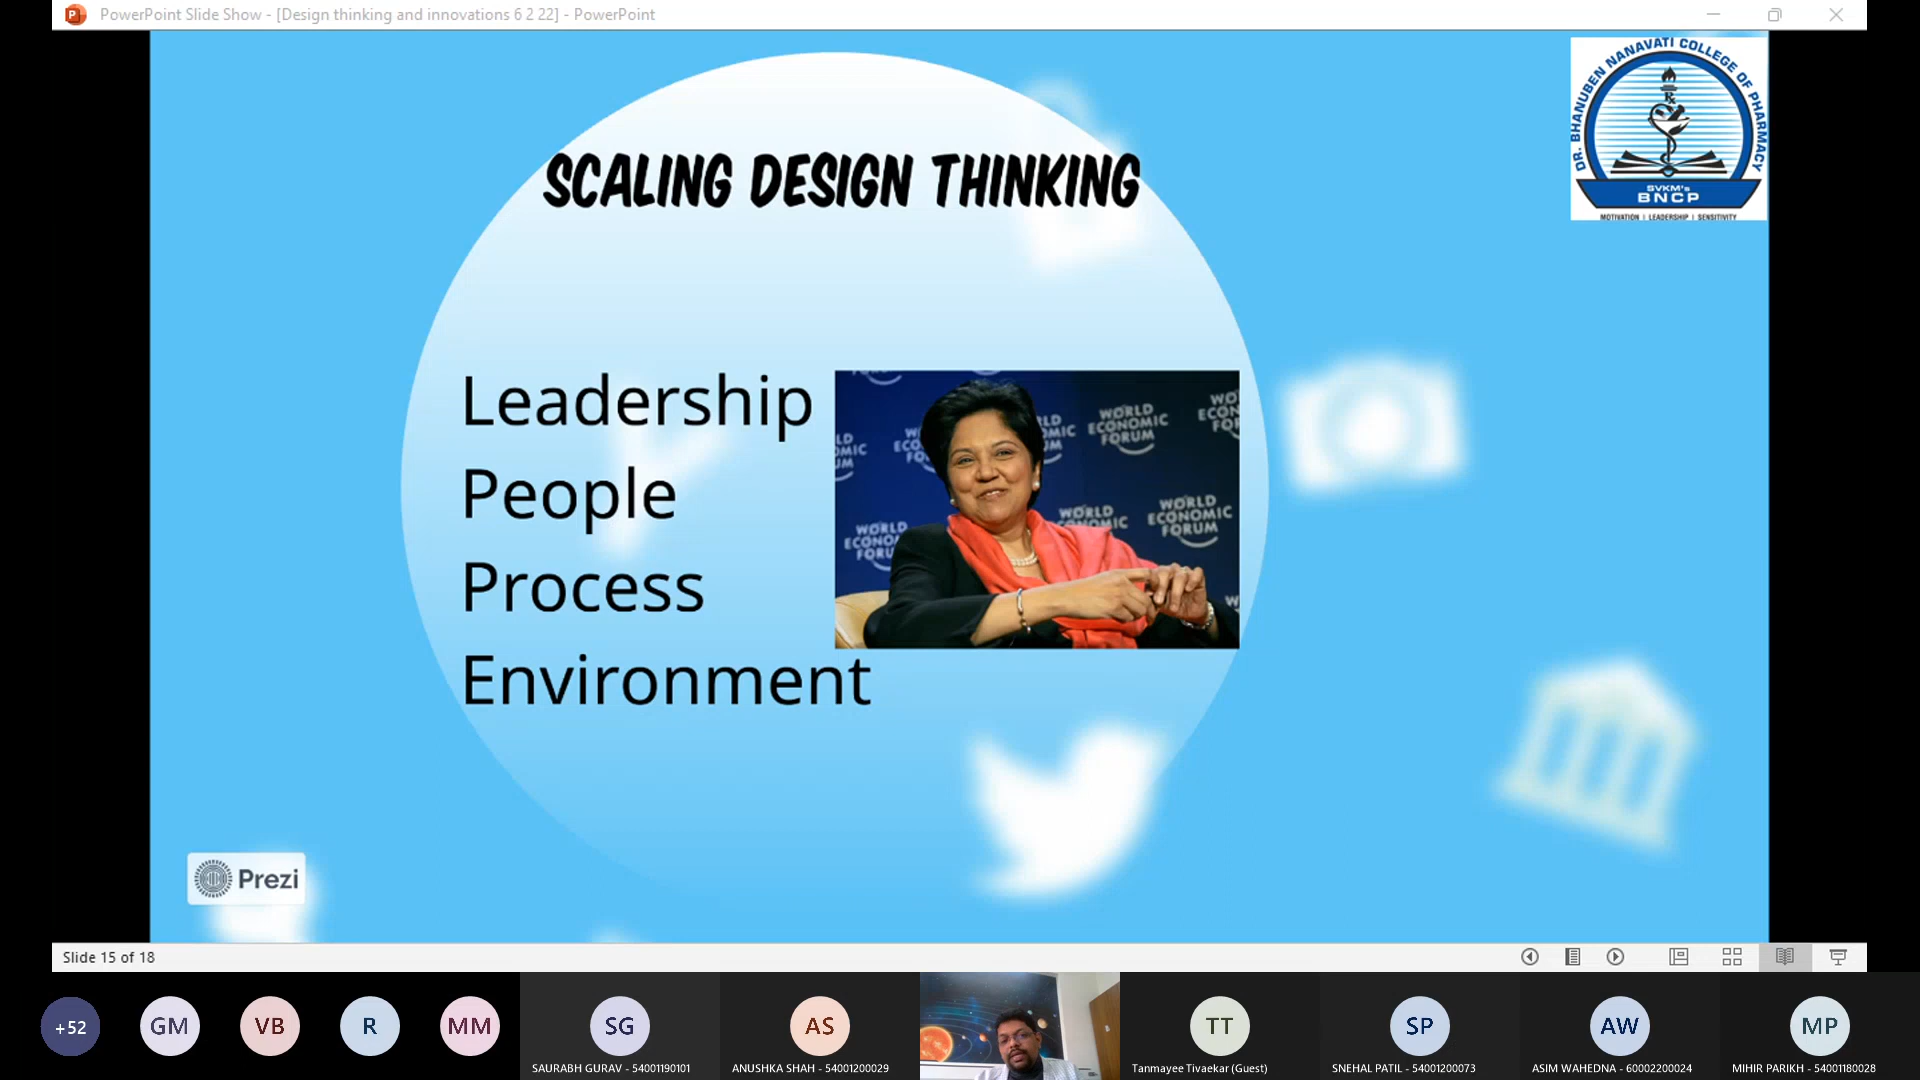 PowerPoint Slide Show - [Design thinking and innovations 6 2 22] - PowerPoint
DR. BHANUBEN NANAVATI COLLEGE OF PHARMACY
Rx
SVKM's
BNCP
MOTIVATION | LEADERSHIP | SENSITIVITY
SCALING DESIGN THINKING
Leadership
People
Process
Environment
WORLD
ECONOMIC
FORUM
WORLD
ECONOMIC
FORUM
Prezi
Slide 15 of 18
+52
GM
VB
R
MM
SG
AS
TT
SP
AW
MP
SAURABH GURAV - 54001190101
ANUSHKA SHAH - 54001200029
Tanmayee Tivaekar (Guest)
SNEHAL PATIL - 54001200073
ASIM WAHEDNA - 60002200024
MIHIR PARIKH - 54001180028